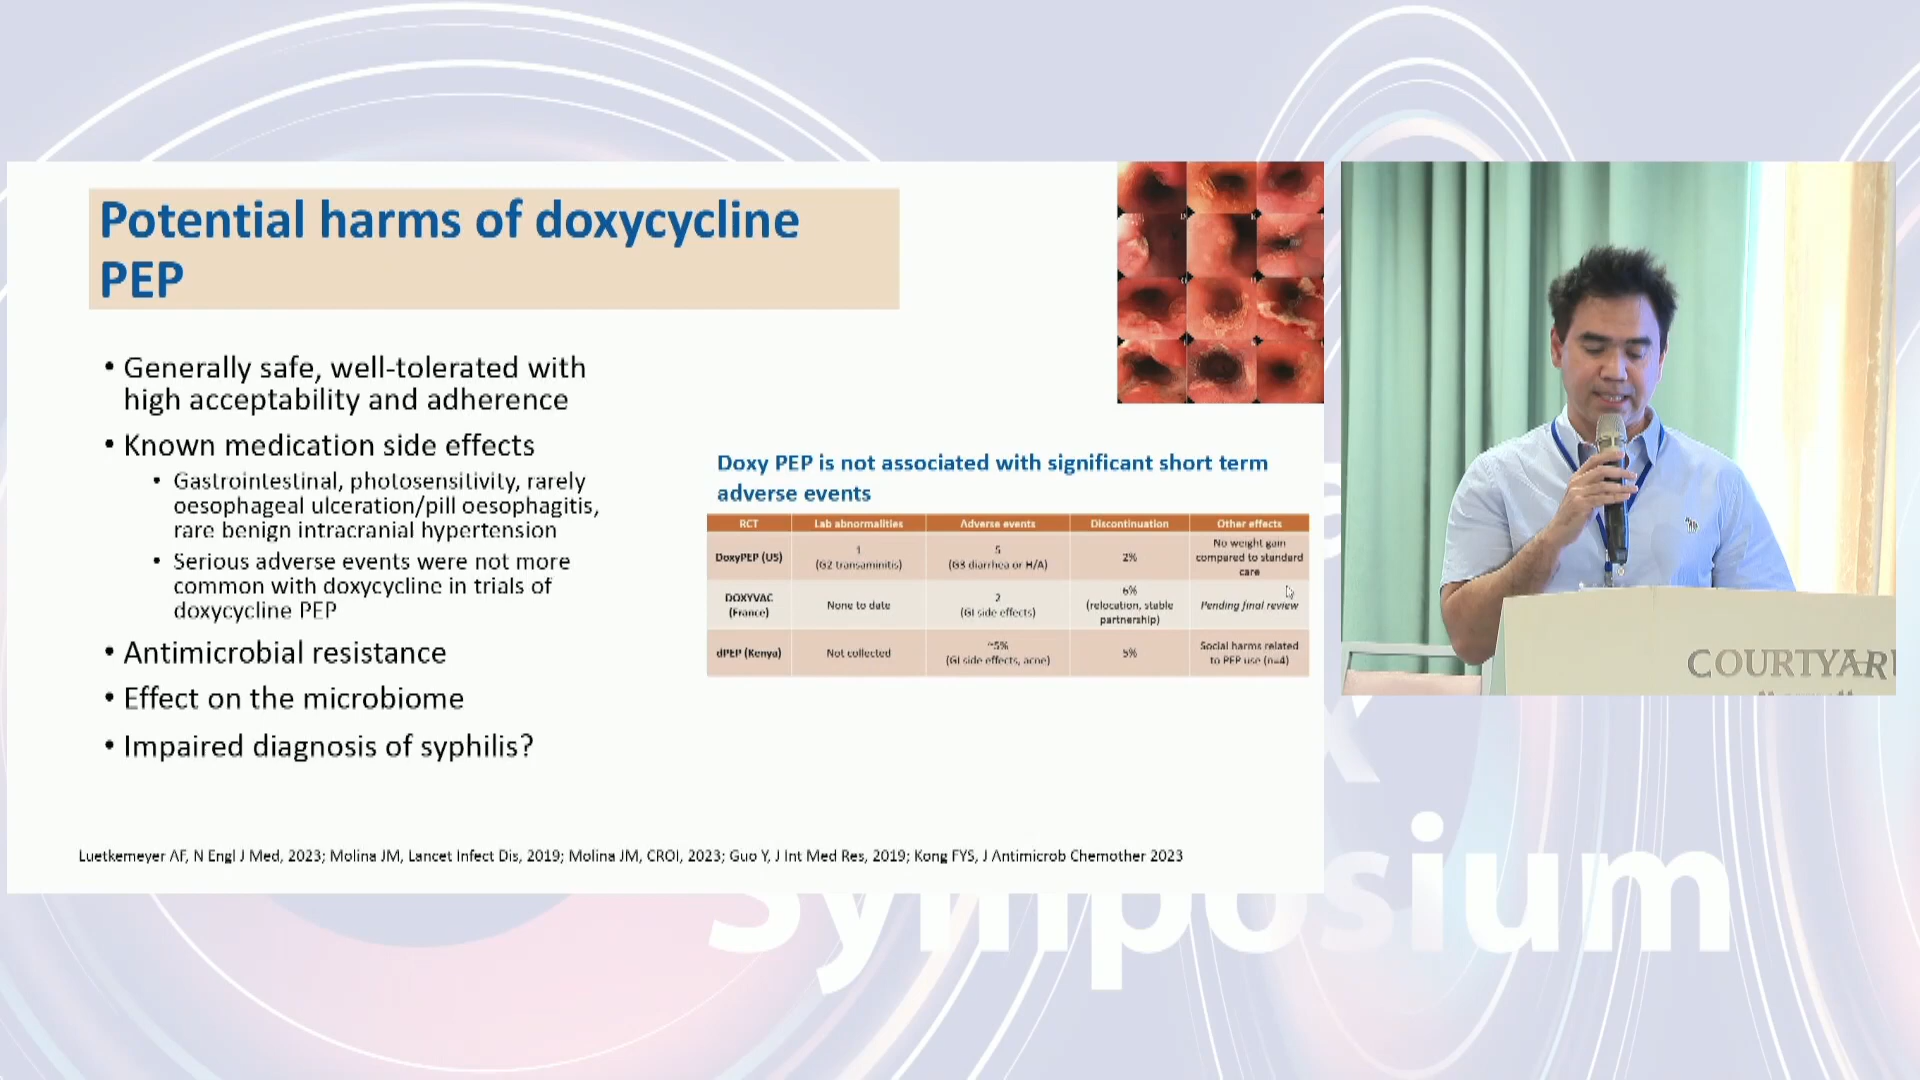 Potential harms of doxycycline
PEP
• Generally safe, well-tolerated with
high acceptability and adherence
• Known medication side effects
• Gastrointestinal, photosensitivity, rarely
oesophageal ulceration/pill oesophagitis,
rare benign intracranial hypertension
• Serious adverse events were not more
common with doxycycline in trials of
doxycycline PEP
• Antimicrobial resistance
• Effect on the microbiome
• Impaired diagnosis of syphilis?
Doxy PEP is not associated with significant short term
adverse events
RCT Lab abnormalities Adverse events Discontinuation Other effects
DoxyPEP (US)
1
(G2 transaminitis)
5
(G3 diarrhea or H/A)
2%
No weight gain
compared to standard
care
DOXYVAC
(France)
None to date
2
(GI side effects)
6%
(relocation, stable
partnership)
Pending final review
dPEP (Kenya)
Not collected
~5%
(GI side effects, acne)
5%
Social harms related
to PEP use (n=4)
Luetkemeyer AF, N Engl J Med, 2023; Molina JM, Lancet Infect Dis, 2019; Molina JM, CROI, 2023; Guo Y, J Int Med Res, 2019; Kong FYS, J Antimicrob Chemother 2023
COURTYAR
Symposium